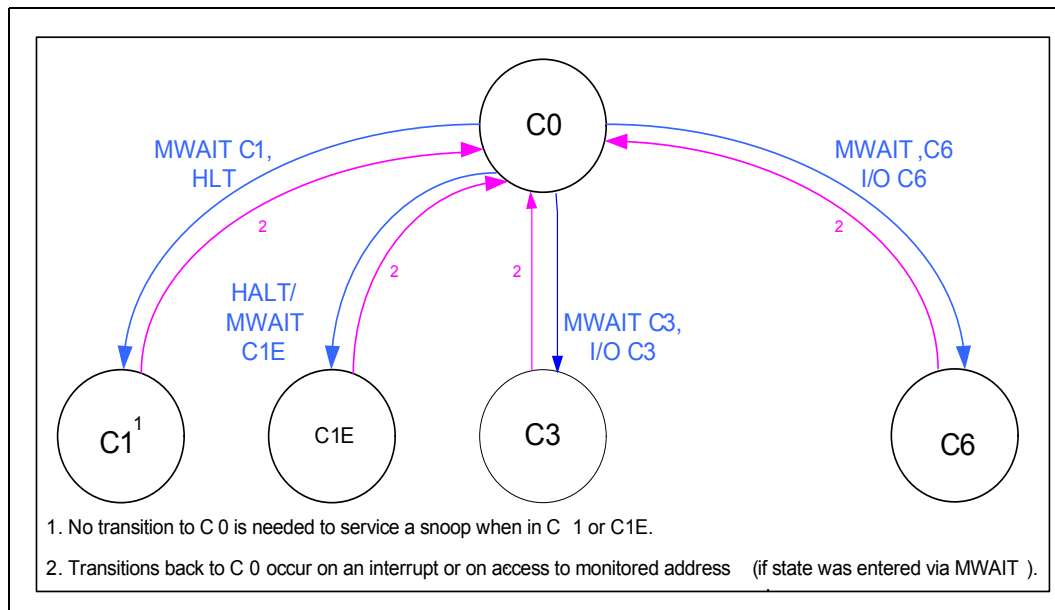 C0
MWAIT C1,
HLT
2
HALT/
MWAIT
C1E
2
2
MWAIT C3,
I/O C3
MWAIT ,C6
I/O C6
2
C1 1
C1E
C3
C6
1. No transition to C 0 is needed to service a snoop when in C 1 or C1E.
2. Transitions back to C 0 occur on an interrupt or on access to monitored address (if state was entered via MWAIT ).